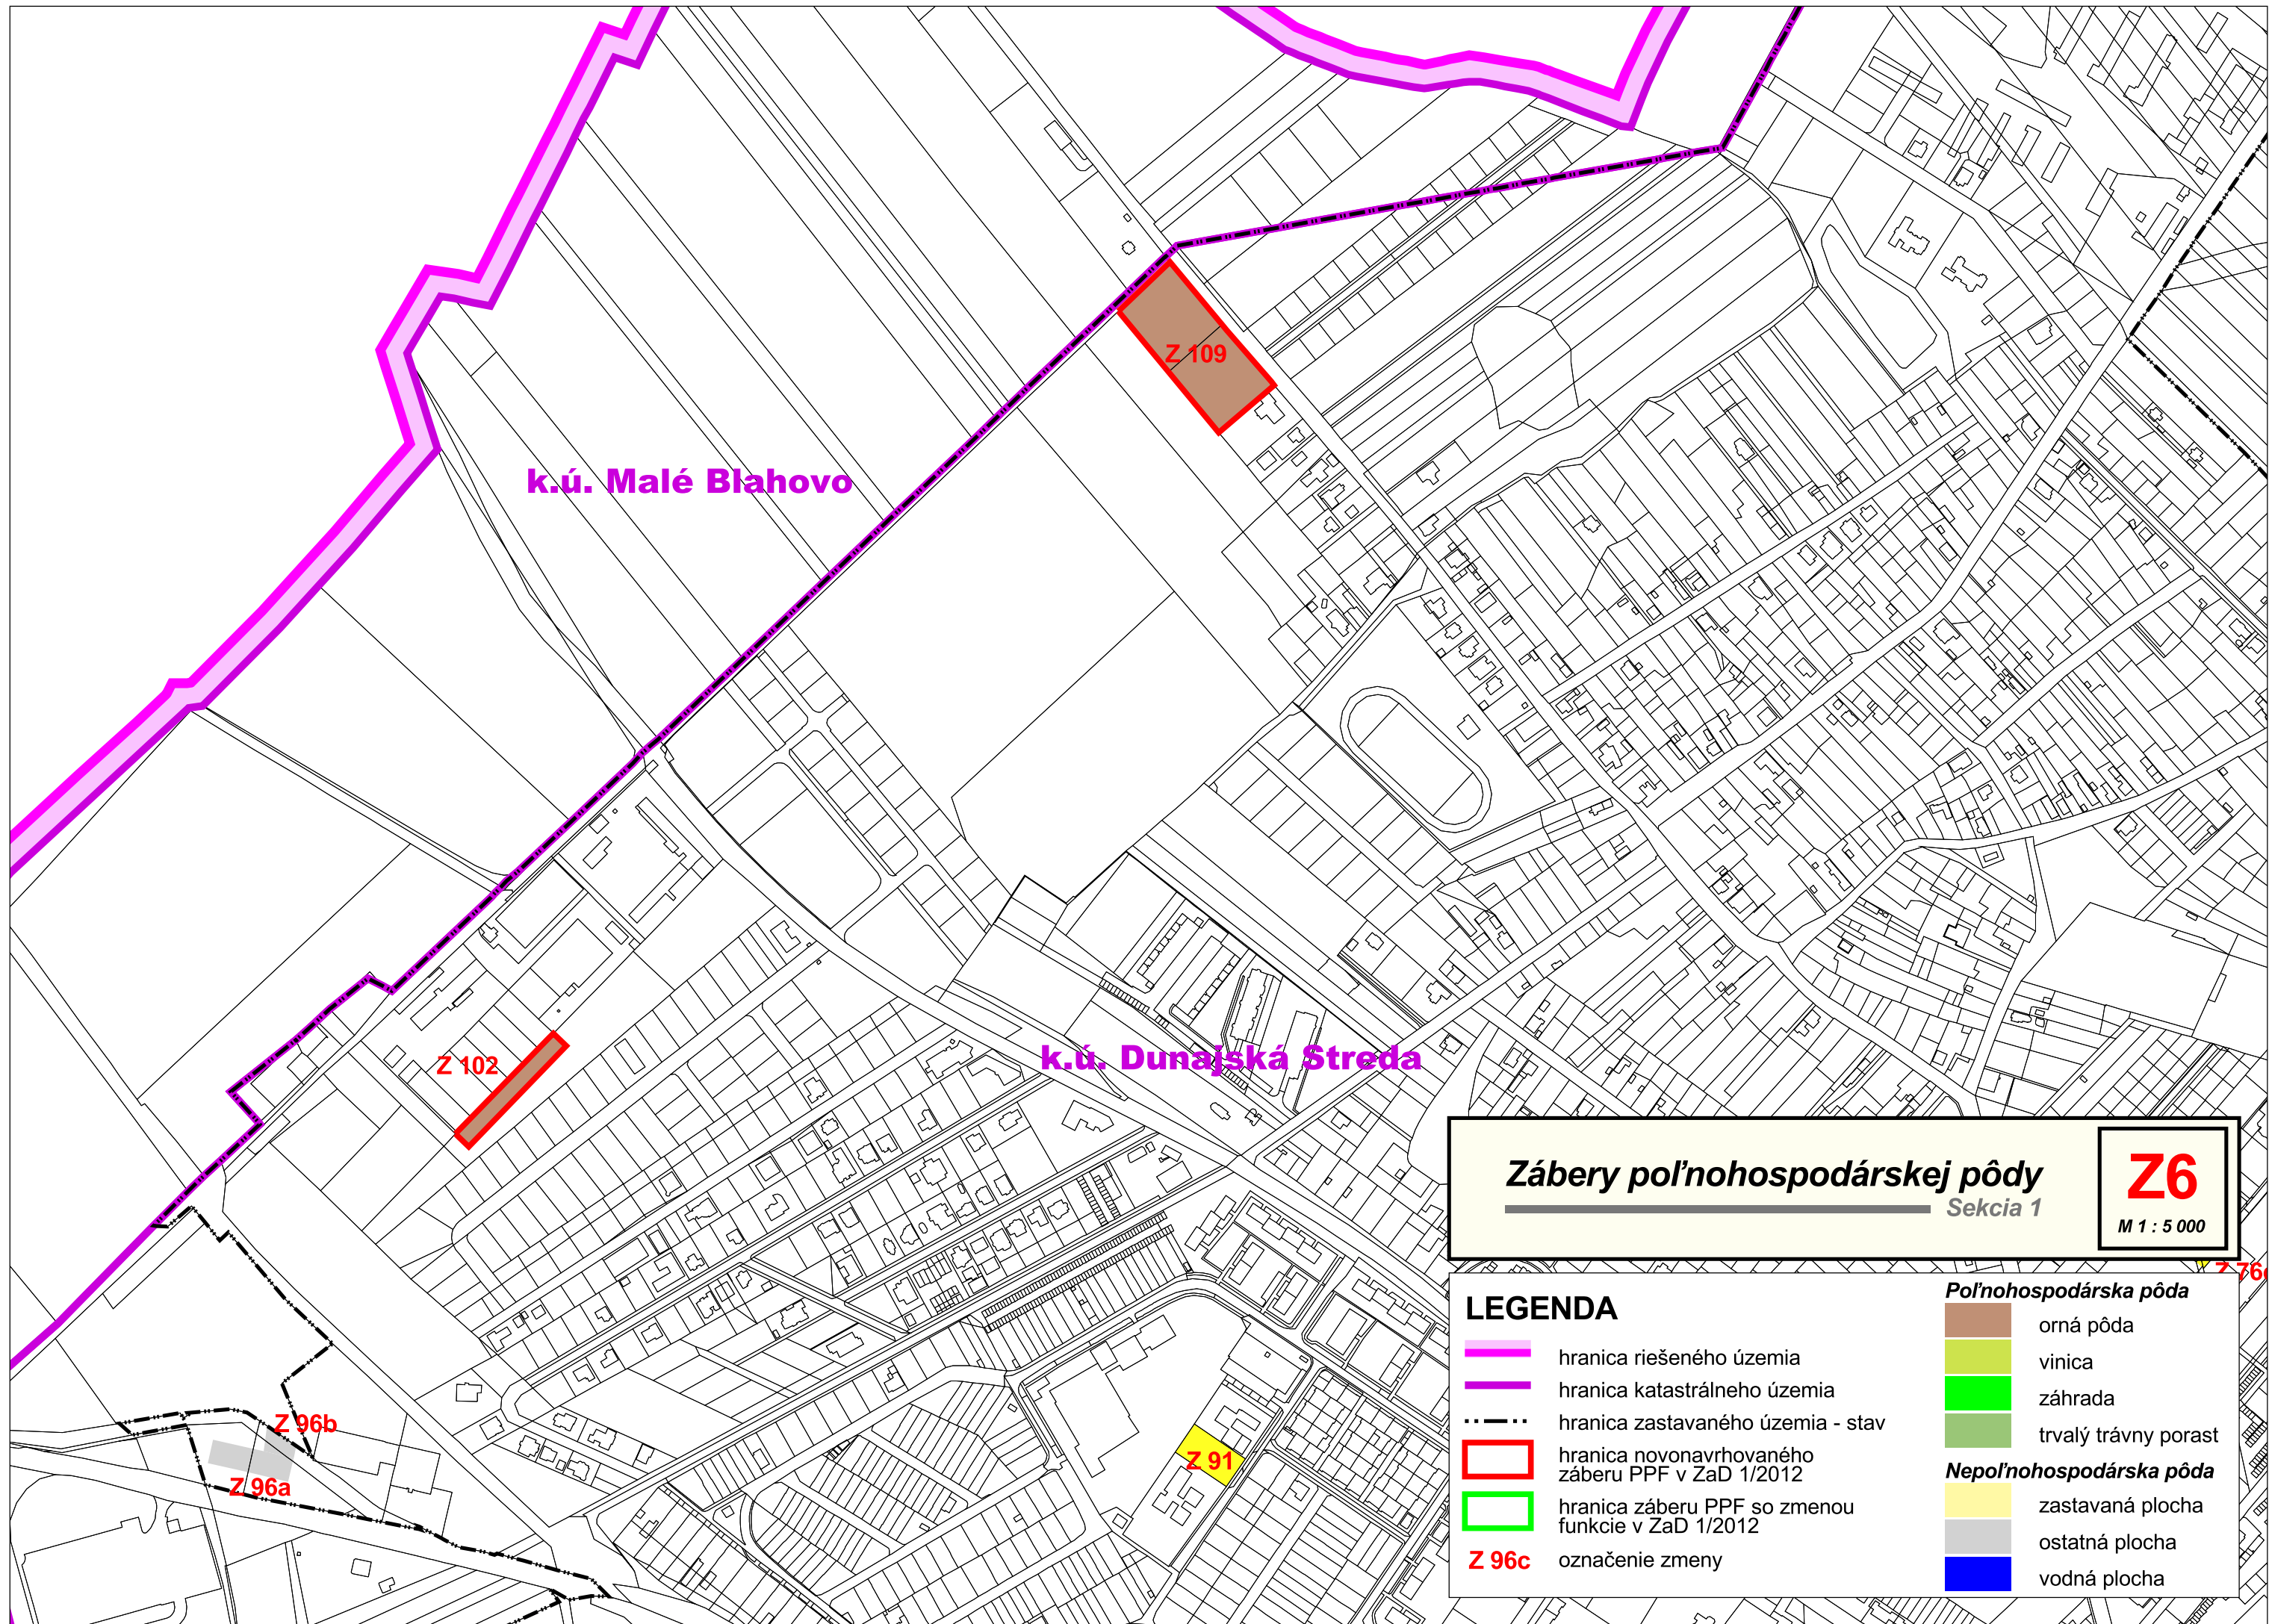 Z 109
k.ú. Malé Blahovo
Z 102
k.ú. Dunajská Streda
Zábery poľnohospodárskej pôdy
Sekcia 1
Z6
M 1 : 5 000
Z 96b
Z 96a
Z 91
LEGENDA
hranica riešeného územia
hranica katastrálneho územia
hranica zastavaného územia - stav
hranica novonavrhovaného
záberu PPF v ZaD 1/2012
hranica záberu PPF so zmenou
funkcie v ZaD 1/2012
Z 96c označenie zmeny
Poľnohospodárska pôda
orná pôda
vinica
záhrada
trvalý trávny porast
Nepoľnohospodárska pôda
zastavaná plocha
ostatná plocha
vodná plocha